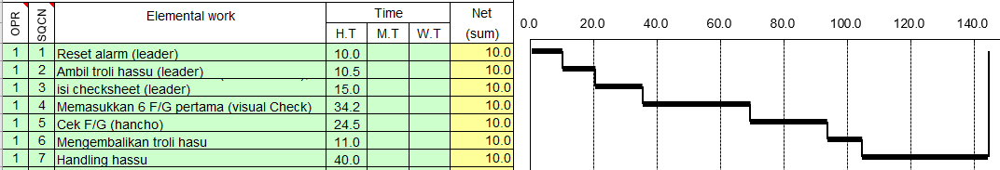 OPR SQCN Elemental work Time Net (sum)
H.T M.T W.T
0.0 20.0 40.0 60.0 80.0 100.0 120.0 140.0
1 1 Reset alarm (leader) 10.0 10.0
1 2 Ambil troli hassu (leader) 10.5 10.0
1 3 isi checksheet (leader) 15.0 10.0
1 4 Memasukkan 6 F/G pertama (visual Check) 34.2 10.0
1 5 Cek F/G (hancho) 24.5 10.0
1 6 Mengembalikan troli hasu 11.0 10.0
1 7 Handling hassu 40.0 10.0